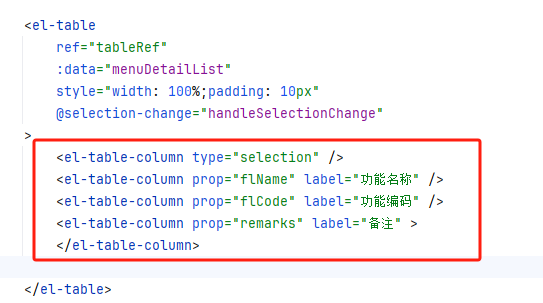 <el-table
ref="tableRef"
:data="menuDetailList"
style="width: 100%;padding: 10px"
@selection-change="handleSelectionChange"
>
<el-table-column type="selection" />
<el-table-column prop="flName" label="功能名称" />
<el-table-column prop="flCode" label="功能编码" />
<el-table-column prop="remarks" label="备注" >
</el-table-column>
</el-table>